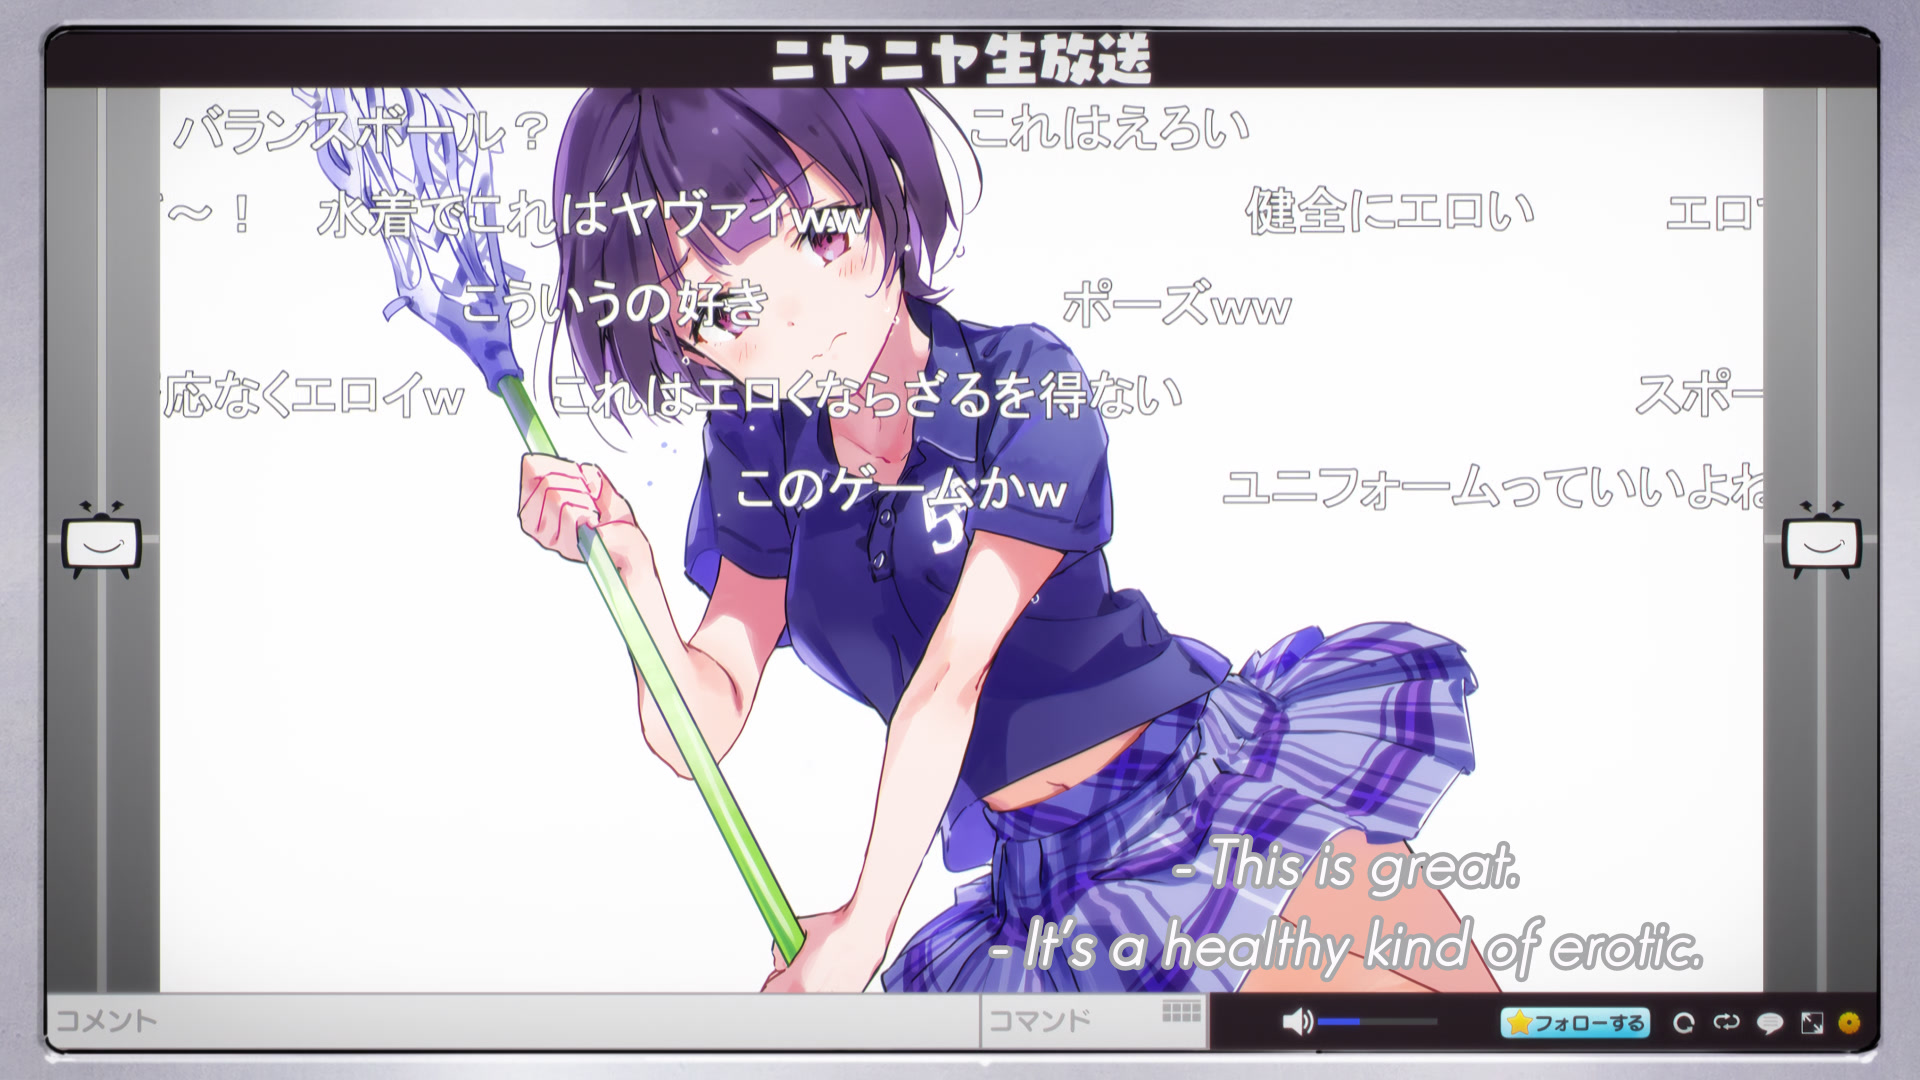 ニヤニヤ生放送
バランスボール？
これはえろい
～！
水着でこれはヤヴァイww
健全にエロい
エロ
こういうの好き
ポーズww
応なくエロイw
これはエロくならざるを得ない
スポー
このゲームかw
ユニフォームっていいよね
5
- This is great.
- It's a healthy kind of erotic.
コメント
コマンド
フォローする